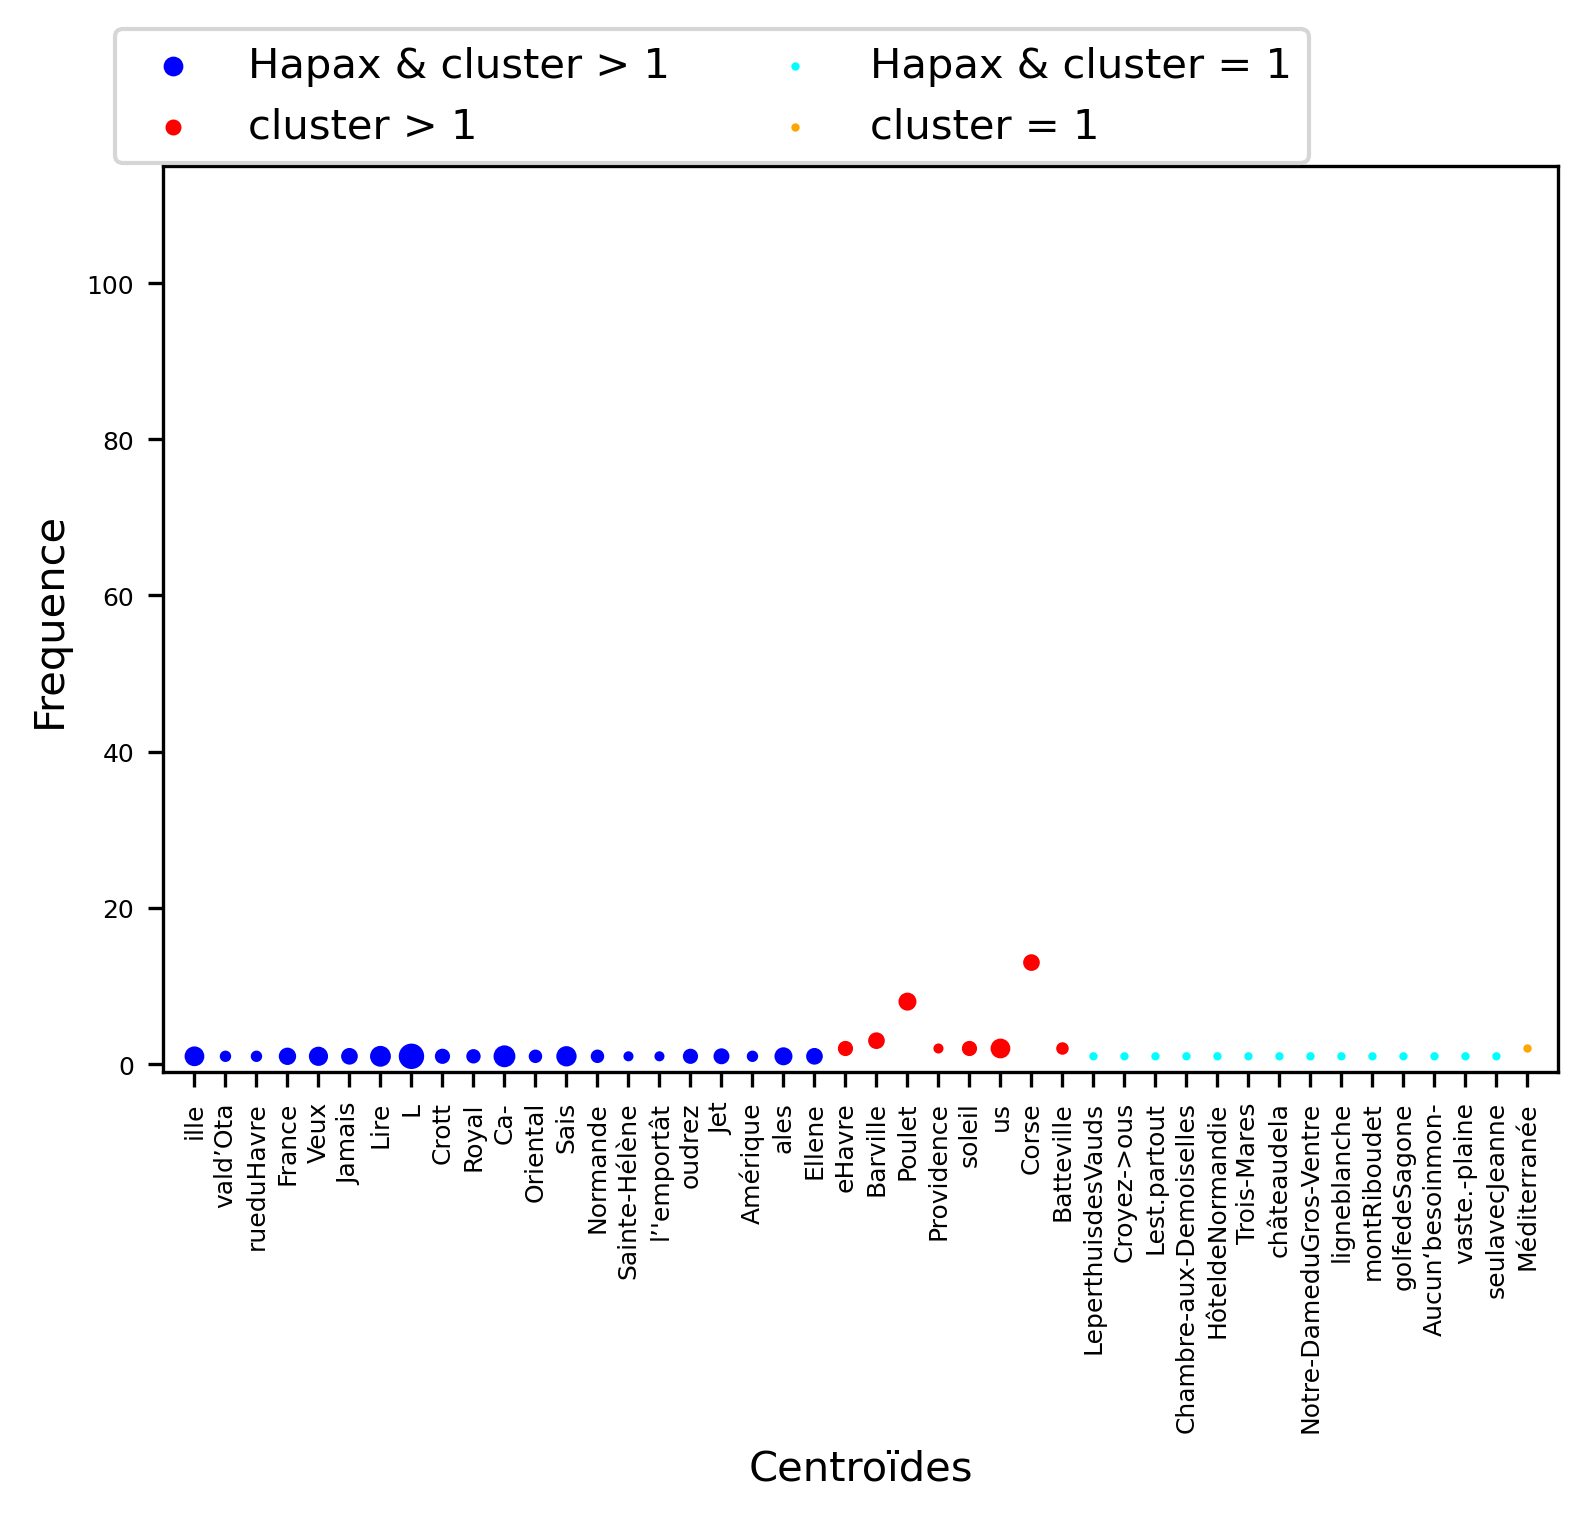 Hapax & cluster > 1
Hapax & cluster = 1
cluster > 1
cluster = 1
Frequence
100
80
60
40
20
0
ille
vald’Ota
rueduHavre
France
Veux
Jamais
Lire
L
Crott
Royal
Ca-
Oriental
Sais
Normande
Sainte-Hélène
l’'emportât
oudrez
Jet
Amérique
ales
Ellene
eHavre
Barville
Poulet
Providence
soleil
us
Corse
Batteville
LeperthuisdesVauds
Croyez->ous
Lest.partout
Chambre-aux-Demoiselles
HôteldeNormandie
Trois-Mares
châteaudela
Notre-DameduGros-Ventre
ligneblanche
montRiboudet
golfedeSagone
Aucun‘besoinmon-
vaste.-plaine
seulavecJeanne
Méditerranée
Centroïdes